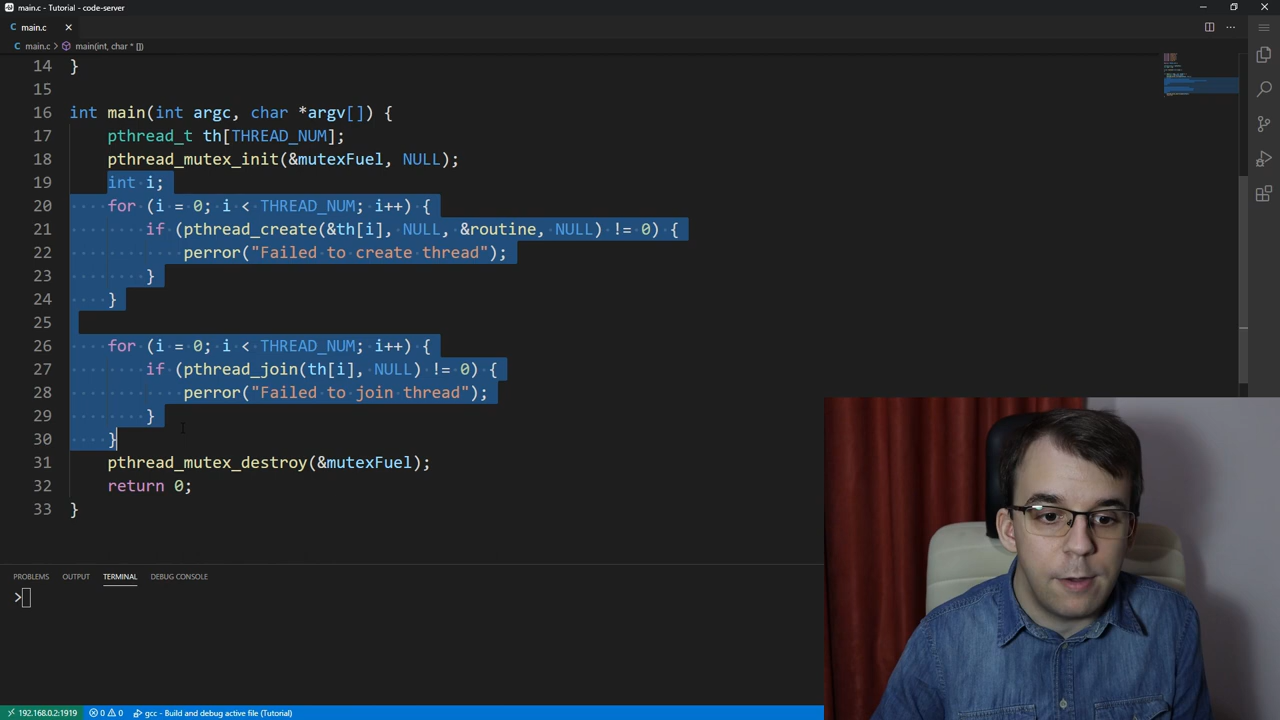 main.c - Tutorial - code-server
main.c
main.c > main(int, char * [])
14 }
15
16 int main(int argc, char *argv[]) {
17 pthread_t th[THREAD_NUM];
18 pthread_mutex_init(&mutexFuel, NULL);
19 int i;
20 for (i = 0; i < THREAD_NUM; i++) {
21 if (pthread_create(&th[i], NULL, &routine, NULL) != 0) {
22 perror("Failed to create thread");
23 }
24 }
25
26 for (i = 0; i < THREAD_NUM; i++) {
27 if (pthread_join(th[i], NULL) != 0) {
28 perror("Failed to join thread");
29 }
30 }
31 pthread_mutex_destroy(&mutexFuel);
32 return 0;
33 }
PROBLEMS OUTPUT TERMINAL DEBUG CONSOLE
>
192.168.0.2:1919 0 0 gcc - Build and debug active file (Tutorial)